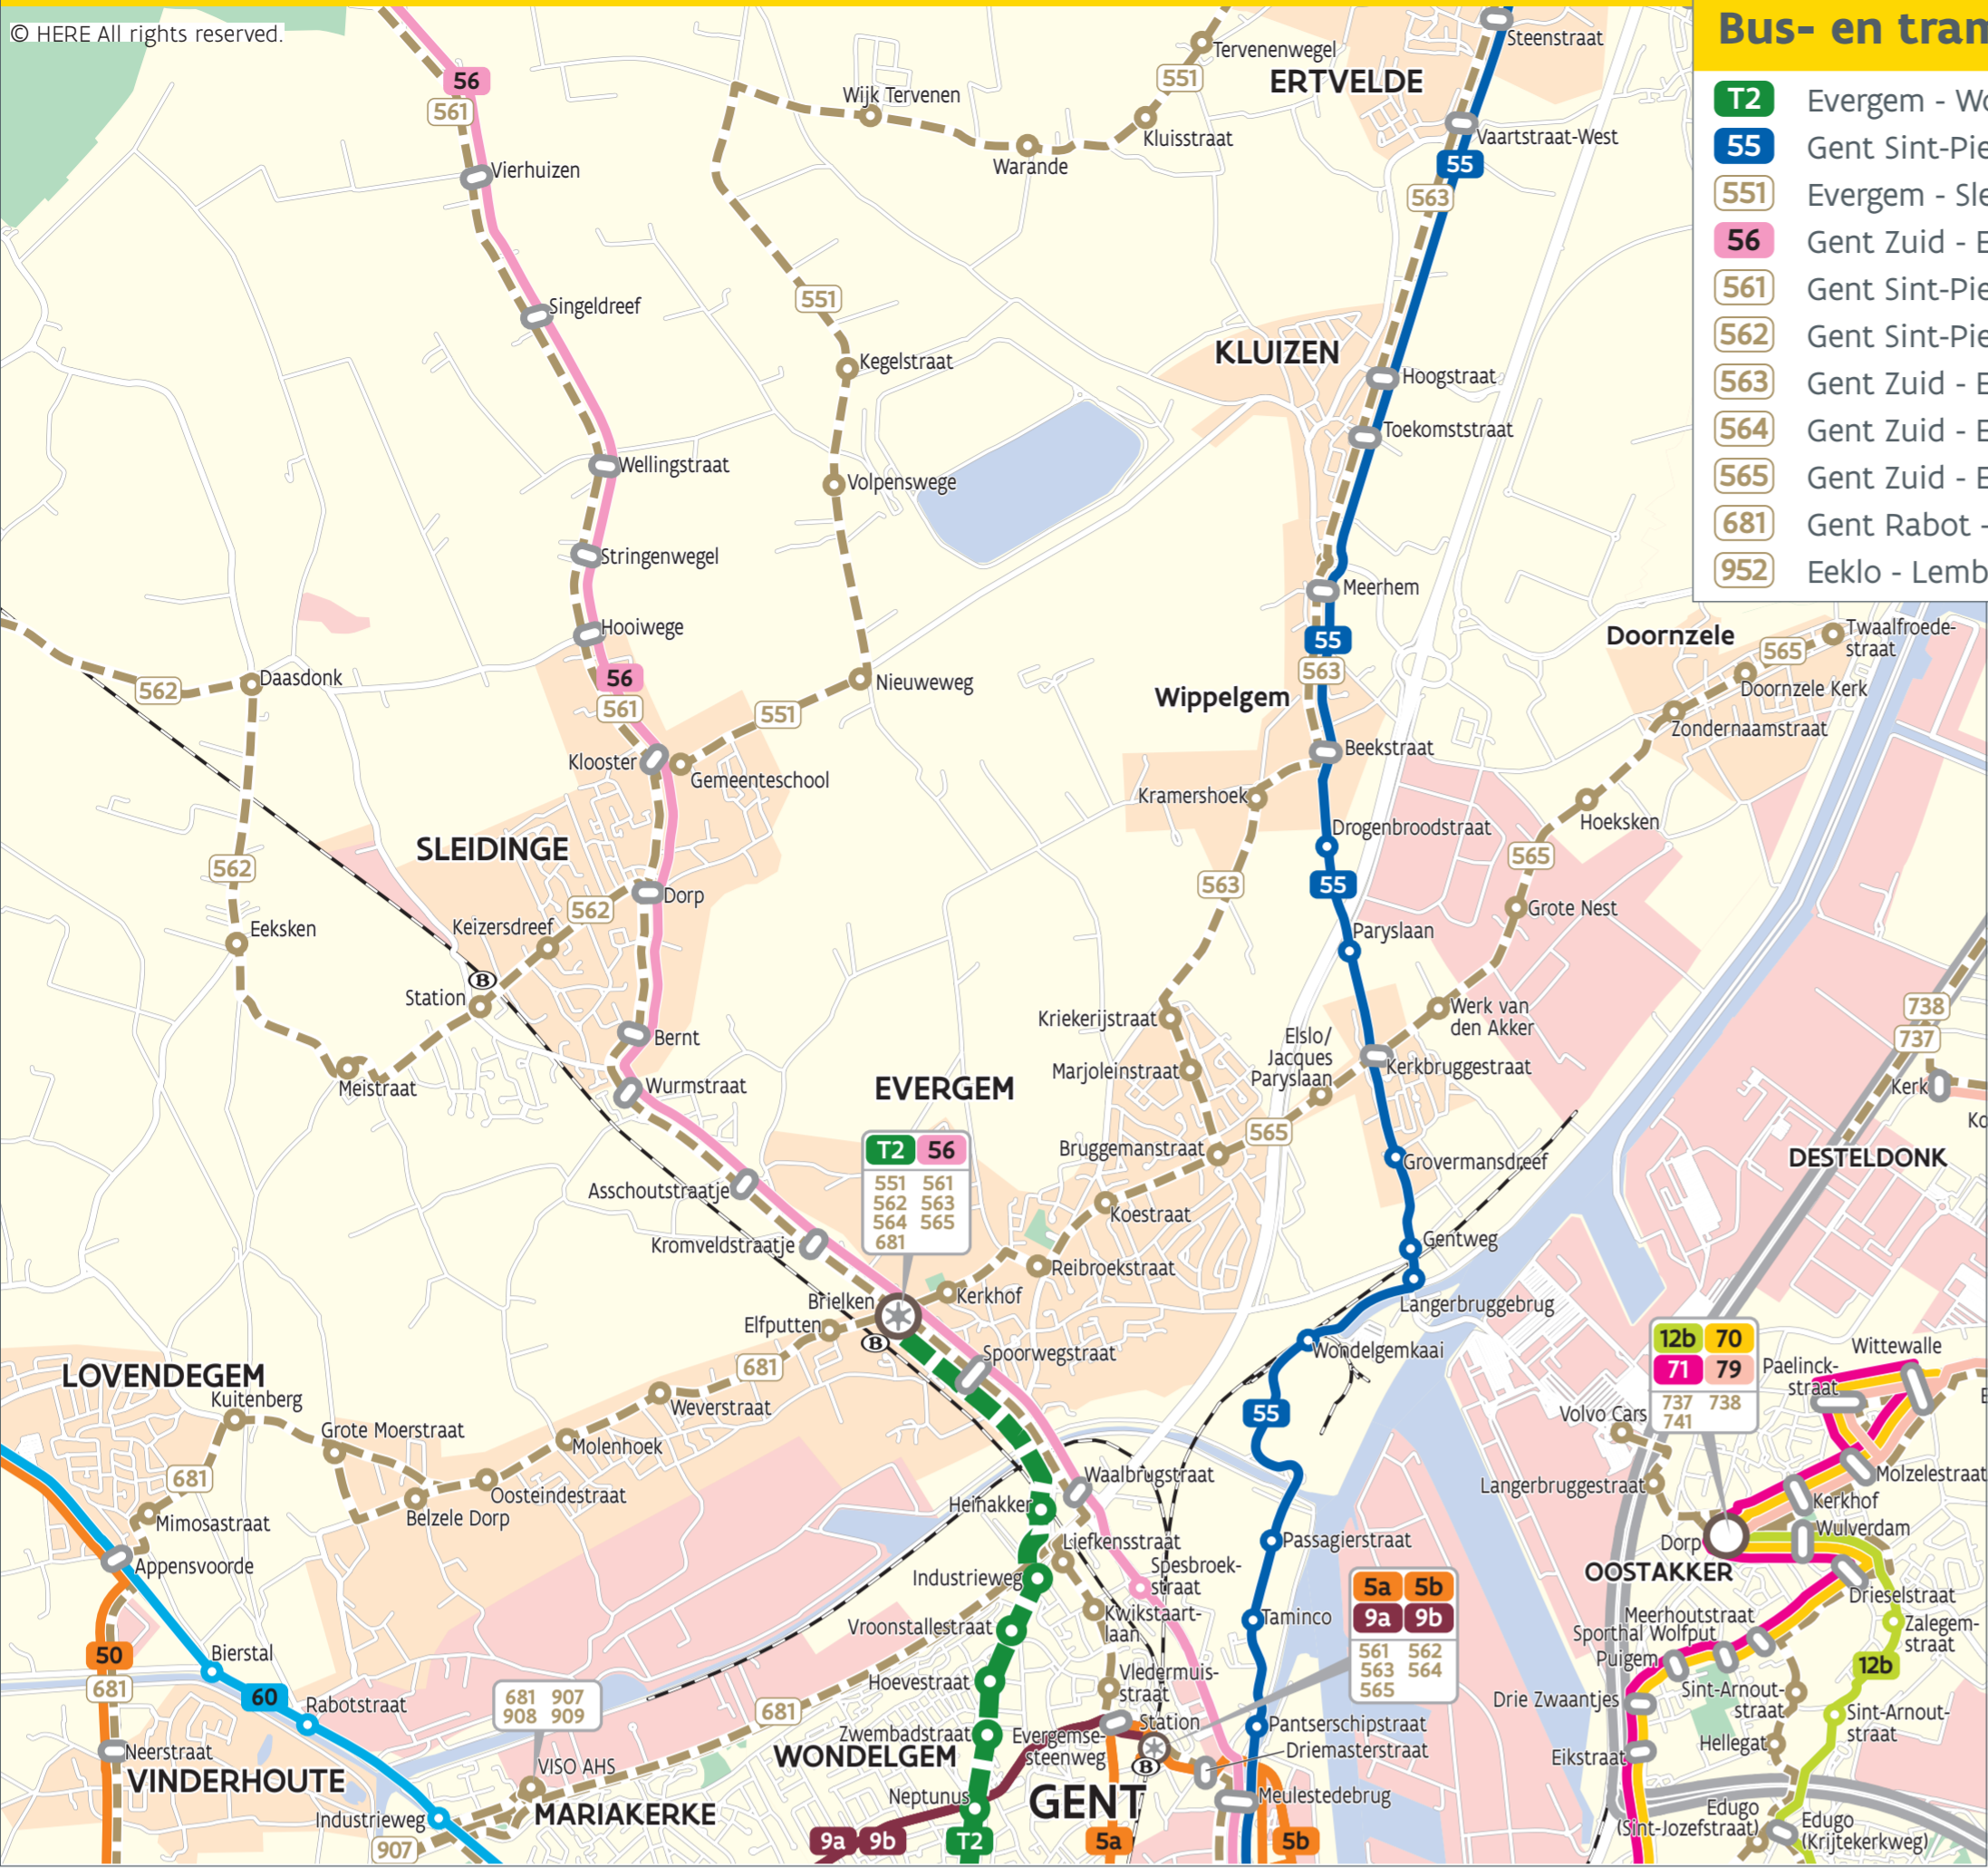 © HERE All rights reserved.
Bus- en tram
T2 Evergem - Wo
55 Gent Sint-Pie
551 Evergem - Sle
56 Gent Zuid - E
561 Gent Sint-Pie
562 Gent Sint-Pie
563 Gent Zuid - E
564 Gent Zuid - E
565 Gent Zuid - E
681 Gent Rabot -
952 Eeklo - Lemb
56
561
Vierhuizen
Singeldreef
Wellingstraat
Stringenwegel
Hooiwege
56
561
Klooster
Gemeenteschool
551
Nieuweweg
Volpenswege
Kegelstraat
551
Wijk Tervenen
Warande
Kluisstraat
551
Tervenenwegel
ERTVELDE
Steenstraat
Vaartstraat-West
55
563
KLUIZEN
Hoogstraat
Toekomststraat
Meerhem
55
563
Wippelgem
Beekstraat
Kramershoek
Drogenbroodstraat
563
55
Paryslaan
Doornzele
565
Twaalfroede-
straat
Doornzele Kerk
Zondernaamstraat
Hoeksken
565
Grote Nest
Werk van
den Akker
Kerkbruggestraat
Elslo/
Jacques
Paryslaan
565
Kriekerijstraat
Marjoleinstraat
Bruggemanstraat
Koestraat
Reibroekstraat
Kerkhof
Grovermansdreef
Gentweg
Langerbruggebrug
Wondelgemkaai
55
Passagierstraat
Taminco
Pantserschipstraat
Driemasterstraat
Meulestedebrug
562
Daasdonk
562
Eeksken
Meistraat
Station
B
Keizersdreef
562
SLEIDINGE
Dorp
Bernt
Wurmstraat
Asschoutstraatje
Kromveldstraatje
EVERGEM
T2 56
551 561
562 563
564 565
681
Brielken
B
Elfputten
681
Weverstraat
Molenhoek
Oosteindestraat
Belzele Dorp
Grote Moerstraat
Kuitenberg
LOVENDEGEM
681
Mimosastraat
Appensvoorde
50
681
Bierstal
60
Rabotstraat
Neerstraat
VINDERHOUTE
Industrieweg
907
681 907
908 909
VISO AHS
MARIAKERKE
681
Spoorwegstraat
Waalbrugstraat
Heinakker
Liefkensstraat
Industrieweg
Spesbroek-
straat
Vroonstallestraat
Kwikstaart-
laan
Hoevestraat
Vledermuis-
straat
Zwembadstraat
Evergemse-
steenweg
Station
B
WONDELGEM
Neptunus
GENT
9a 9b
T2
5a
5b
5a 5b
9a 9b
561 562
563 564
565
738
737
Kerk
Ko
DESTELDONK
12b 70
71 79
737 738
741
Wittewalle
Paelinck-
straat
Volvo Cars
Langerbruggestraat
Molzelestraat
Kerkhof
Wulverdam
Dorp
OOSTAKKER
Drieselstraat
Meerhoutstraat
Sporthal Wolfput
Puigem
Zalegem-
straat
12b
Drie Zwaantjes
Sint-Arnout-
straat
Sint-Arnout-
straat
Hellegat
Eikstraat
Edugo
(Sint-Jozefstraat)
Edugo
(Krijtekerkweg)